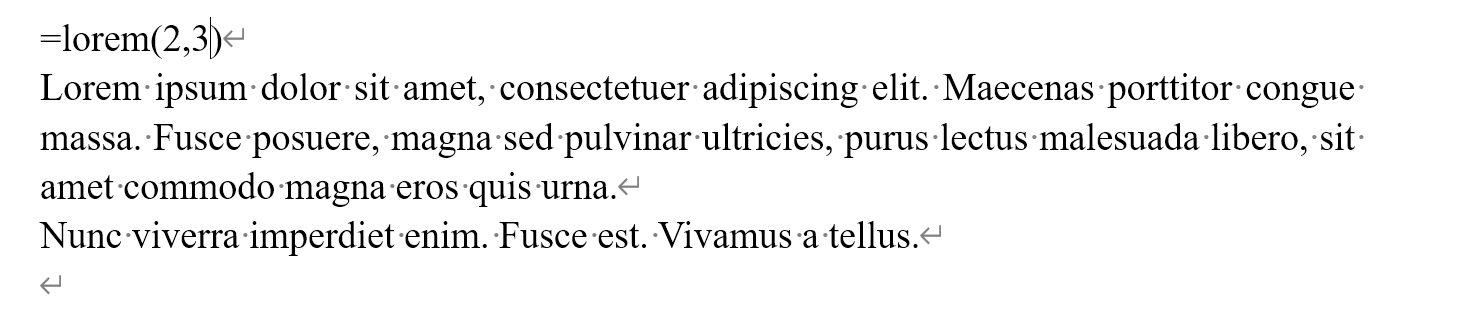 =lorem(2,3)↵
Lorem·ipsum·dolor·sit·amet,·consectetuer·adipiscing·elit.·Maecenas·porttitor·congue·
massa.·Fusce·posuere,·magna·sed·pulvinar·ultricies,·purus·lectus·malesuada·libero,·sit·
amet·commodo·magna·eros·quis·urna.↵
Nunc·viverra·imperdiet·enim.·Fusce·est.·Vivamus·a·tellus.↵
↵